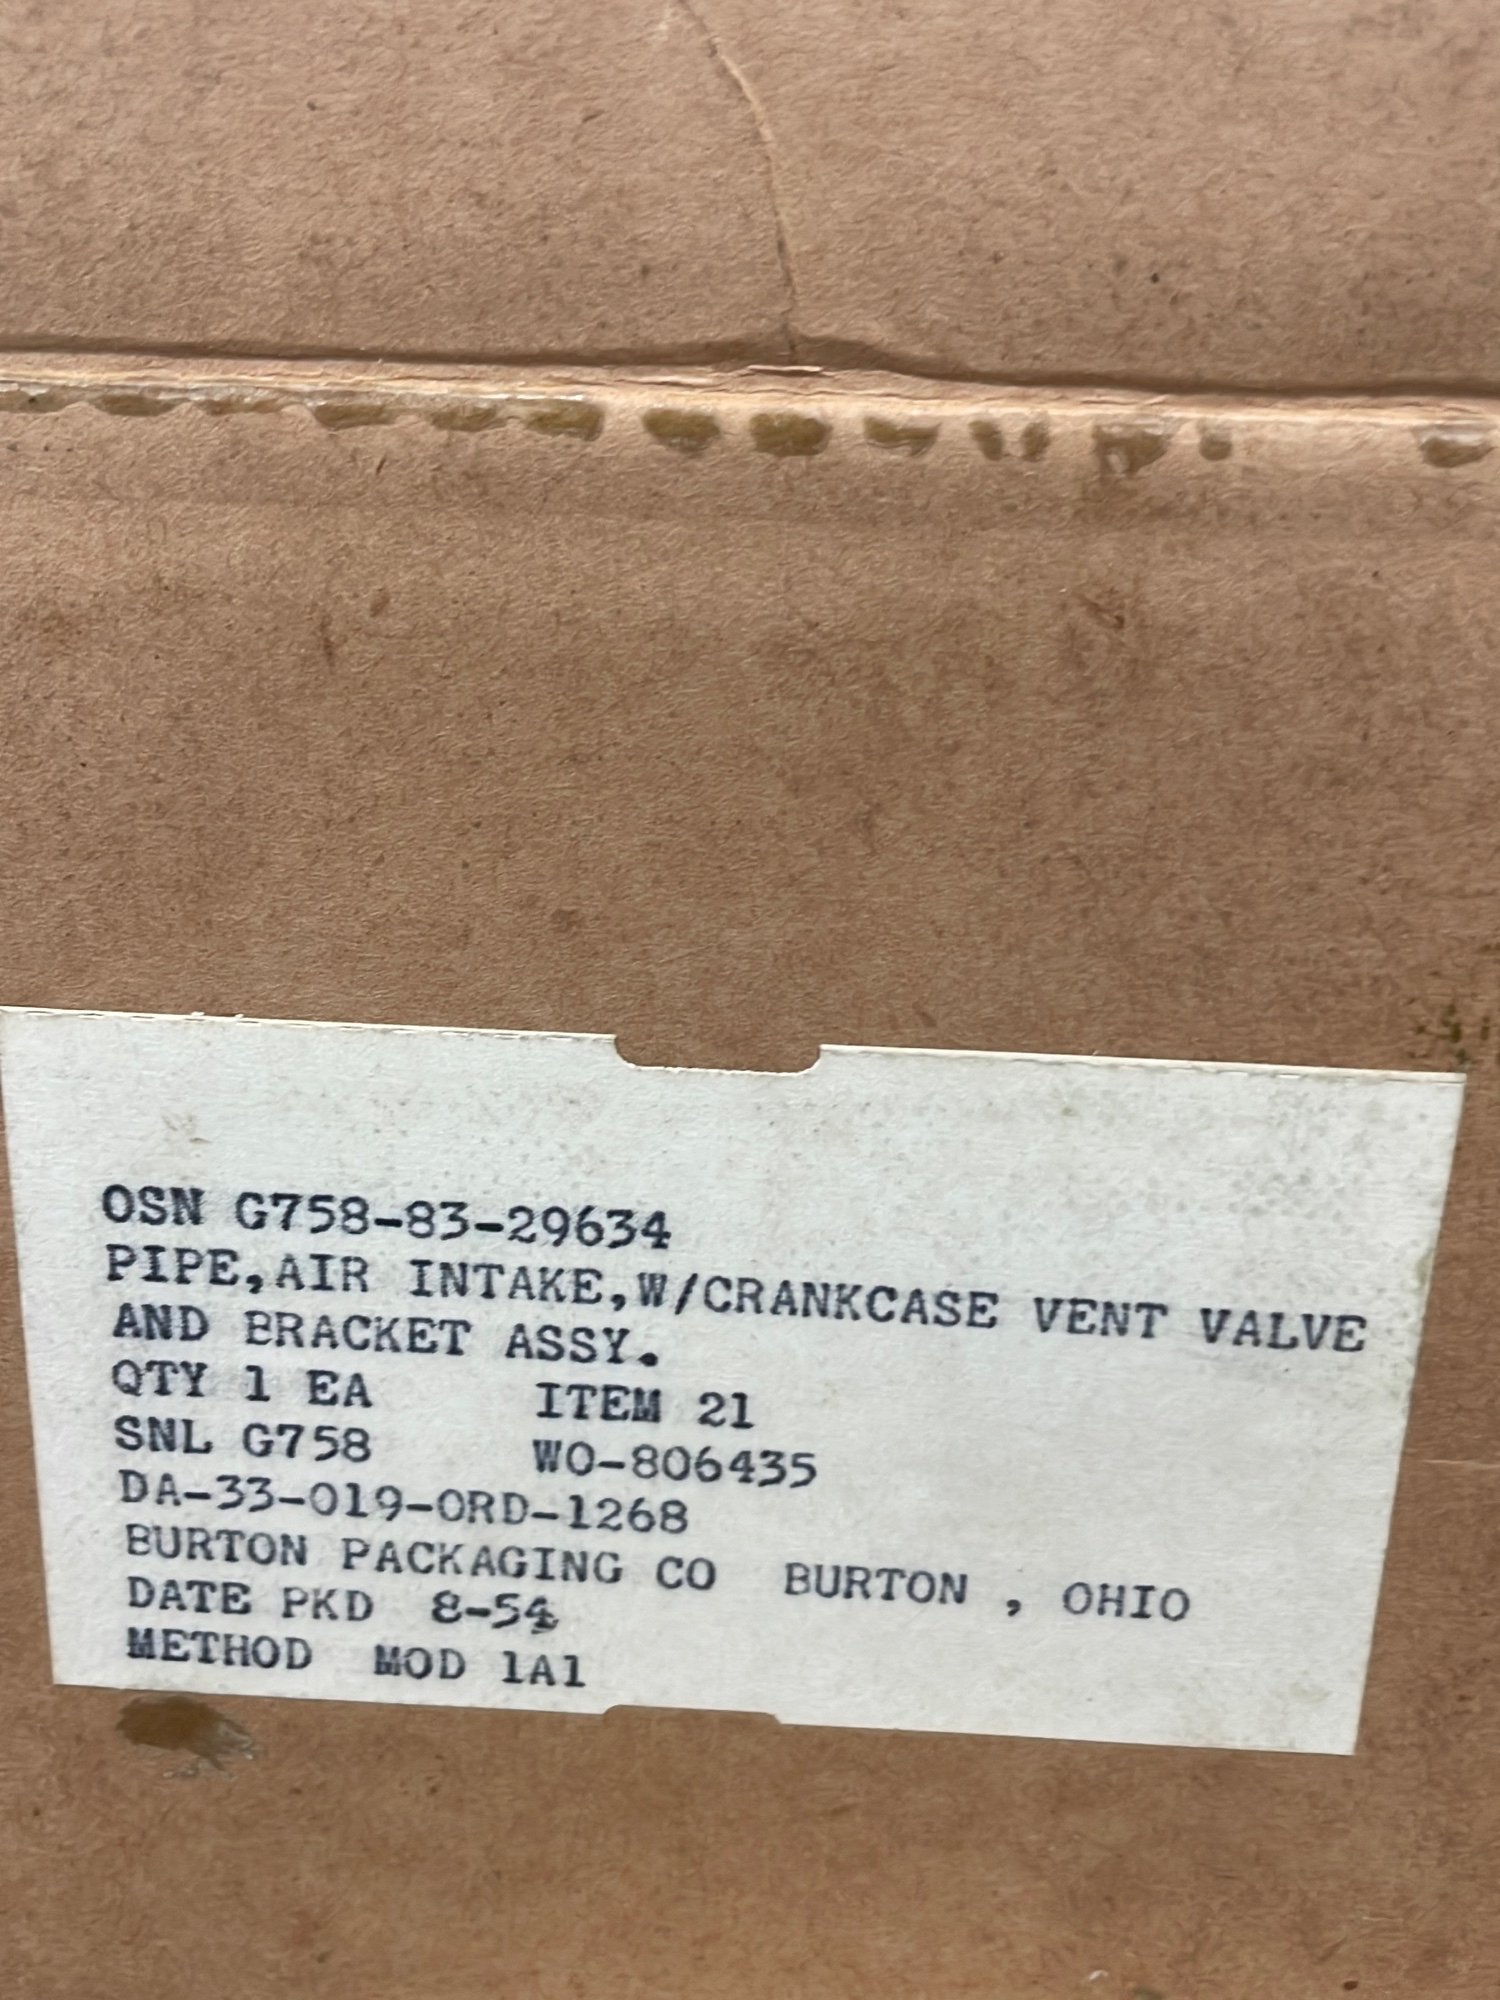 OSN G758-83-29634
PIPE,AIR INTAKE,W/CRANKCASE VENT VALVE
AND BRACKET ASSY.
QTY 1 EA ITEM 21
SNL G758 WO-806435
DA-33-019-ORD-1268
BURTON PACKAGING CO BURTON , OHIO
DATE PKD 8-54
METHOD MOD 1A1